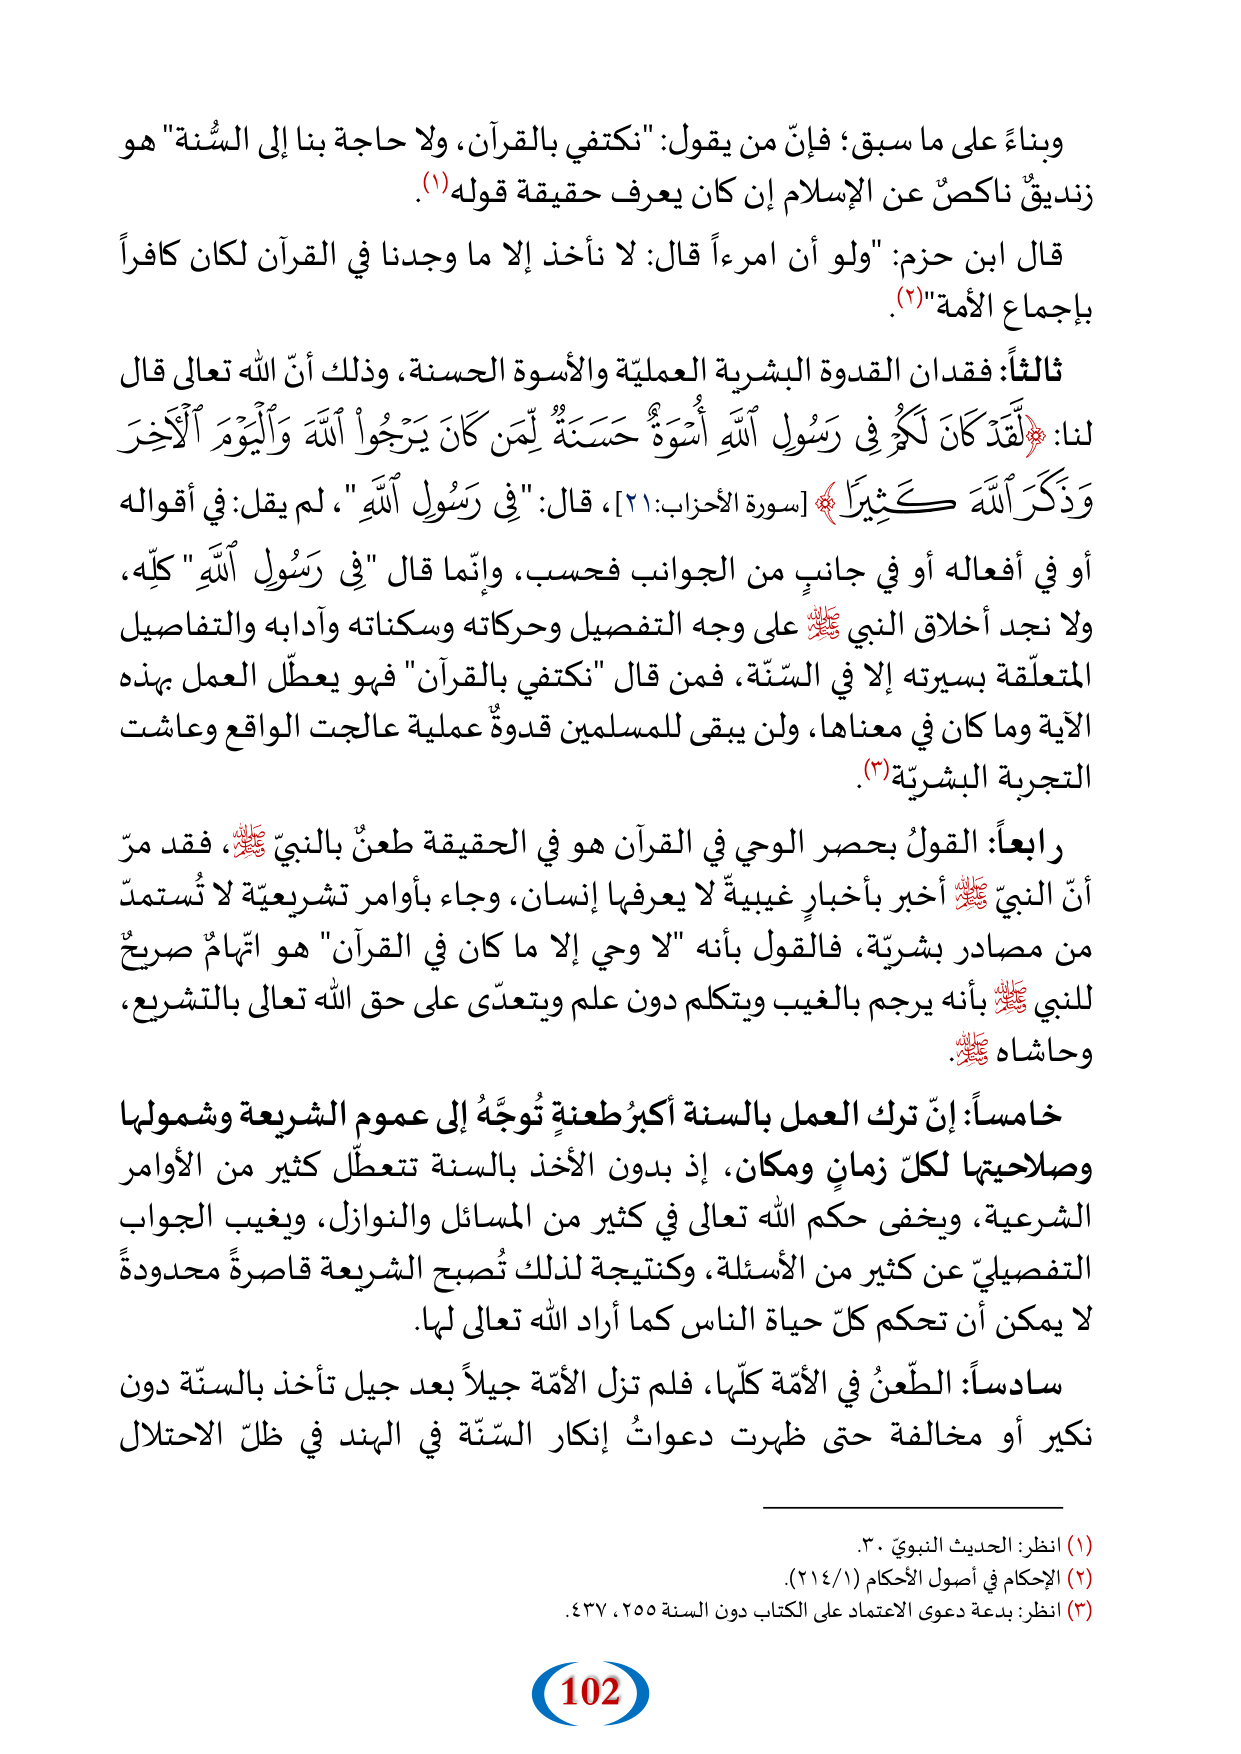 وبناءً على ما سبق؛ فإنّ من يقول: "نكتفي بالقرآن، ولا حاجة بنا إلى السُّنة" هو
زنديقٌ ناكصٌ عن الإسلام إن كان يعرف حقيقة قوله(١).
قال ابن حزم: "ولو أن امرءاً قال: لا نأخذ إلا ما وجدنا في القرآن لكان كافراً
بإجماع الأمة"(٢).
ثالثاً: فقدان القدوة البشرية العمليّة والأسوة الحسنة، وذلك أنّ الله تعالى قال
لنا: ﴿لَّقَدْ كَانَ لَكُمْ فِى رَسُولِ ٱللَّهِ أُسْوَةٌ حَسَنَةٌ لِّمَن كَانَ يَرْجُوا۟ ٱللَّهَ وَٱلْيَوْمَ ٱلْـَٔاخِرَ
وَذَكَرَ ٱللَّهَ كَثِيرًا﴾ [سورة الأحزاب:٢١]، قال: "فِى رَسُولِ ٱللَّهِ"، لم يقل: في أقواله
أو في أفعاله أو في جانبٍ من الجوانب فحسب، وإنّما قال "فِى رَسُولِ ٱللَّهِ" كلّه،
ولا نجد أخلاق النبي ﷺ على وجه التفصيل وحركاته وسكناته وآدابه والتفاصيل
المتعلّقة بسيرته إلا في السّنّة، فمن قال "نكتفي بالقرآن" فهو يعطّل العمل بهذه
الآية وما كان في معناها، ولن يبقى للمسلمين قدوةٌ عملية عالجت الواقع وعاشت
التجربة البشريّة(٣).
رابعاً: القولُ بحصر الوحي في القرآن هو في الحقيقة طعنٌ بالنبيّ ﷺ، فقد مرّ
أنّ النبيّ ﷺ أخبر بأخبارٍ غيبيةّ لا يعرفها إنسان، وجاء بأوامر تشريعيّة لا تُستمدّ
من مصادر بشريّة، فالقول بأنه "لا وحي إلا ما كان في القرآن" هو اتّهامٌ صريحٌ
للنبي ﷺ بأنه يرجم بالغيب ويتكلم دون علم ويتعدّى على حق الله تعالى بالتشريع،
وحاشاه ﷺ.
خامساً: إنّ ترك العمل بالسنة أكبرُ طعنةٍ تُوجَّهُ إلى عموم الشريعة وشمولها
وصلاحيتها لكلّ زمانٍ ومكان، إذ بدون الأخذ بالسنة تتعطّل كثير من الأوامر
الشرعية، ويخفى حكم الله تعالى في كثير من المسائل والنوازل، ويغيب الجواب
التفصيليّ عن كثير من الأسئلة، وكنتيجة لذلك تُصبح الشريعة قاصرةً محدودةً
لا يمكن أن تحكم كلّ حياة الناس كما أراد الله تعالى لها.
سادساً: الطّعنُ في الأمّة كلّها، فلم تزل الأمّة جيلاً بعد جيل تأخذ بالسنّة دون
نكير أو مخالفة حتى ظهرت دعواتُ إنكار السّنّة في الهند في ظلّ الاحتلال
(١) انظر: الحديث النبويّ ٣٠.
(٢) الإحكام في أصول الأحكام (٢١٤/١).
(٣) انظر: بدعة دعوى الاعتماد على الكتاب دون السنة ٢٥٥، ٤٣٧.
102